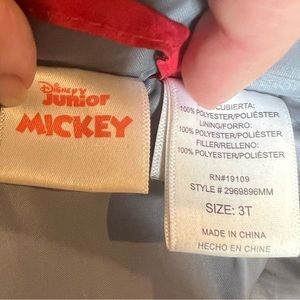 Disney
Junior
MICKEY
CUBIERTA:
100% POLYESTER/POLIÉSTER
LINING/FORRO:
100% POLYESTER/POLIÉSTER
FILLER/RELLENO:
100% POLYESTER/POLIÉSTER
RN#19109
STYLE # 2969896MM
SIZE: 3T
MADE IN CHINA
HECHO EN CHINE